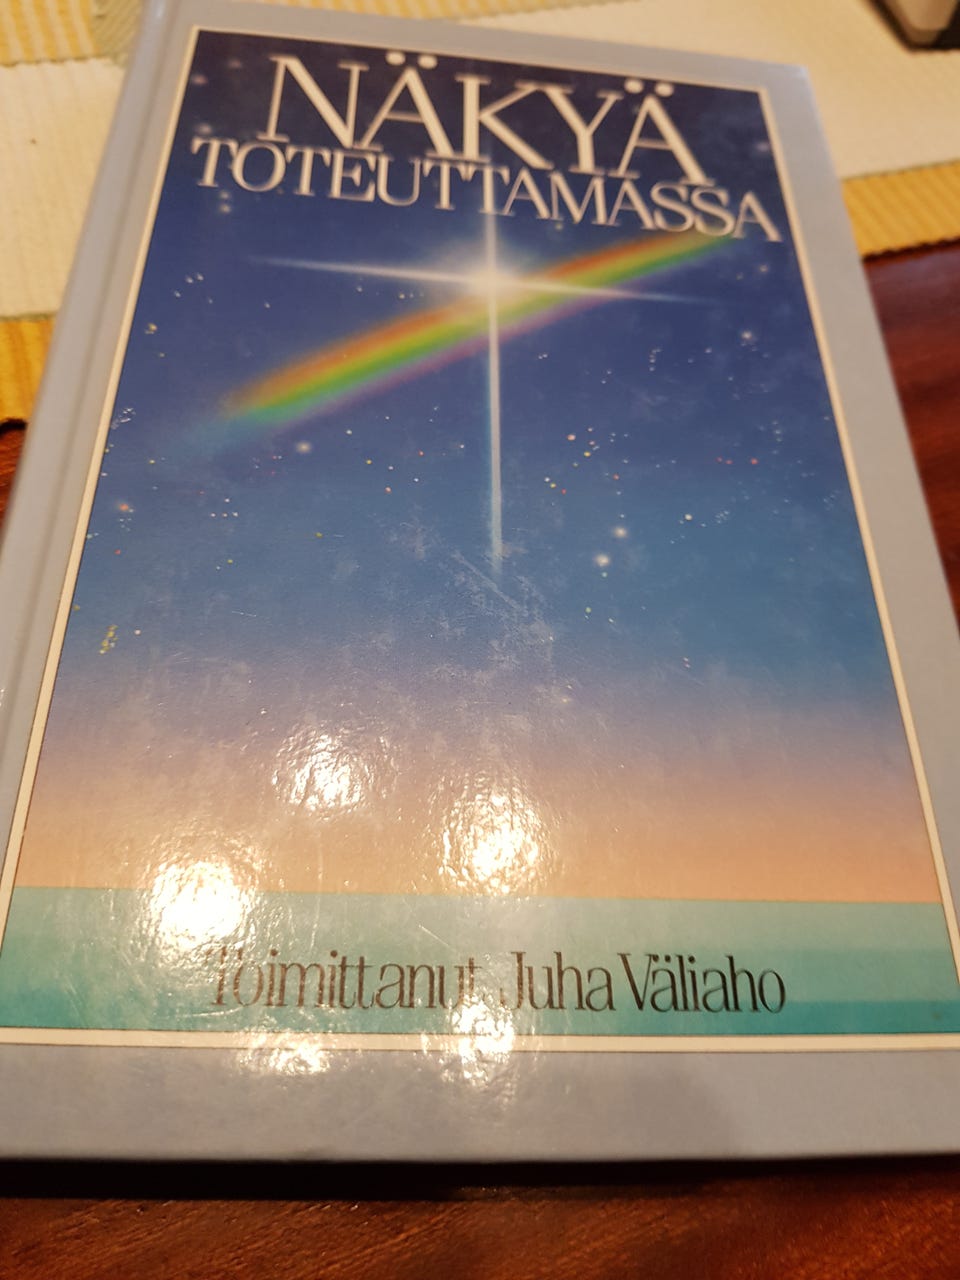 NÄKYÄ
TOTEUTTAMASSA
Toimittanut Juha Väliaho